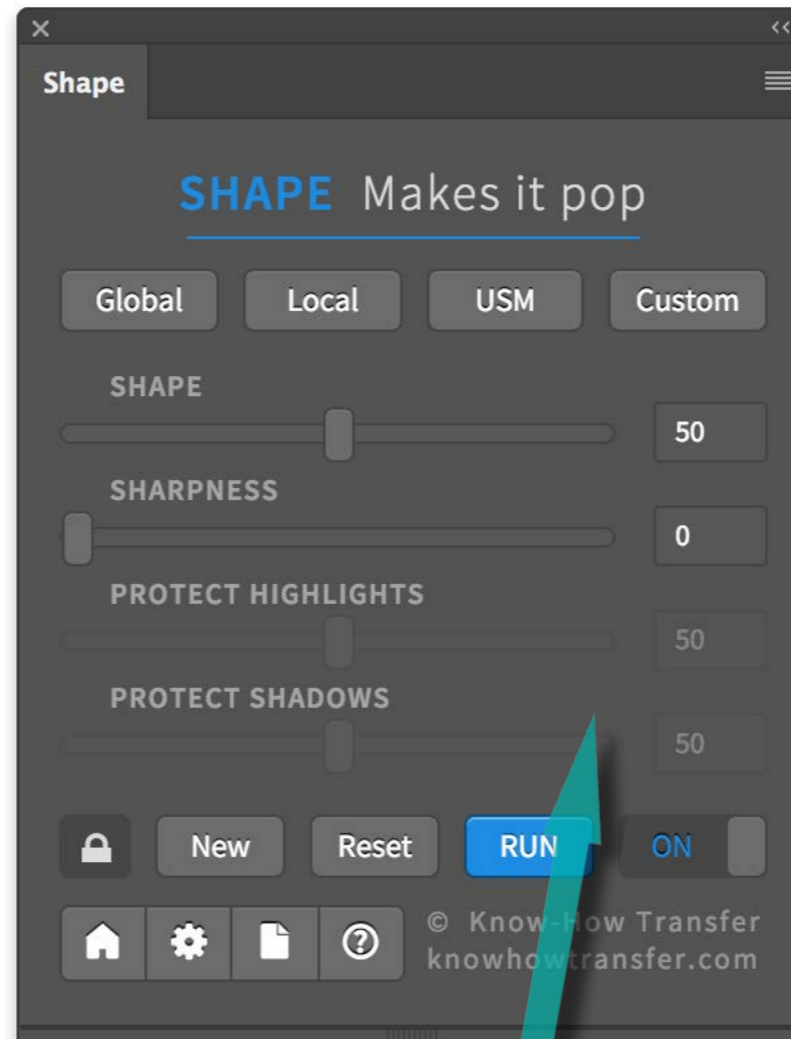 Shape
SHAPE Makes it pop
Global Local USM Custom
SHAPE
50
SHARPNESS
0
PROTECT HIGHLIGHTS
50
PROTECT SHADOWS
50
New Reset RUN ON
© Know-How Transfer
knowhowtransfer.com